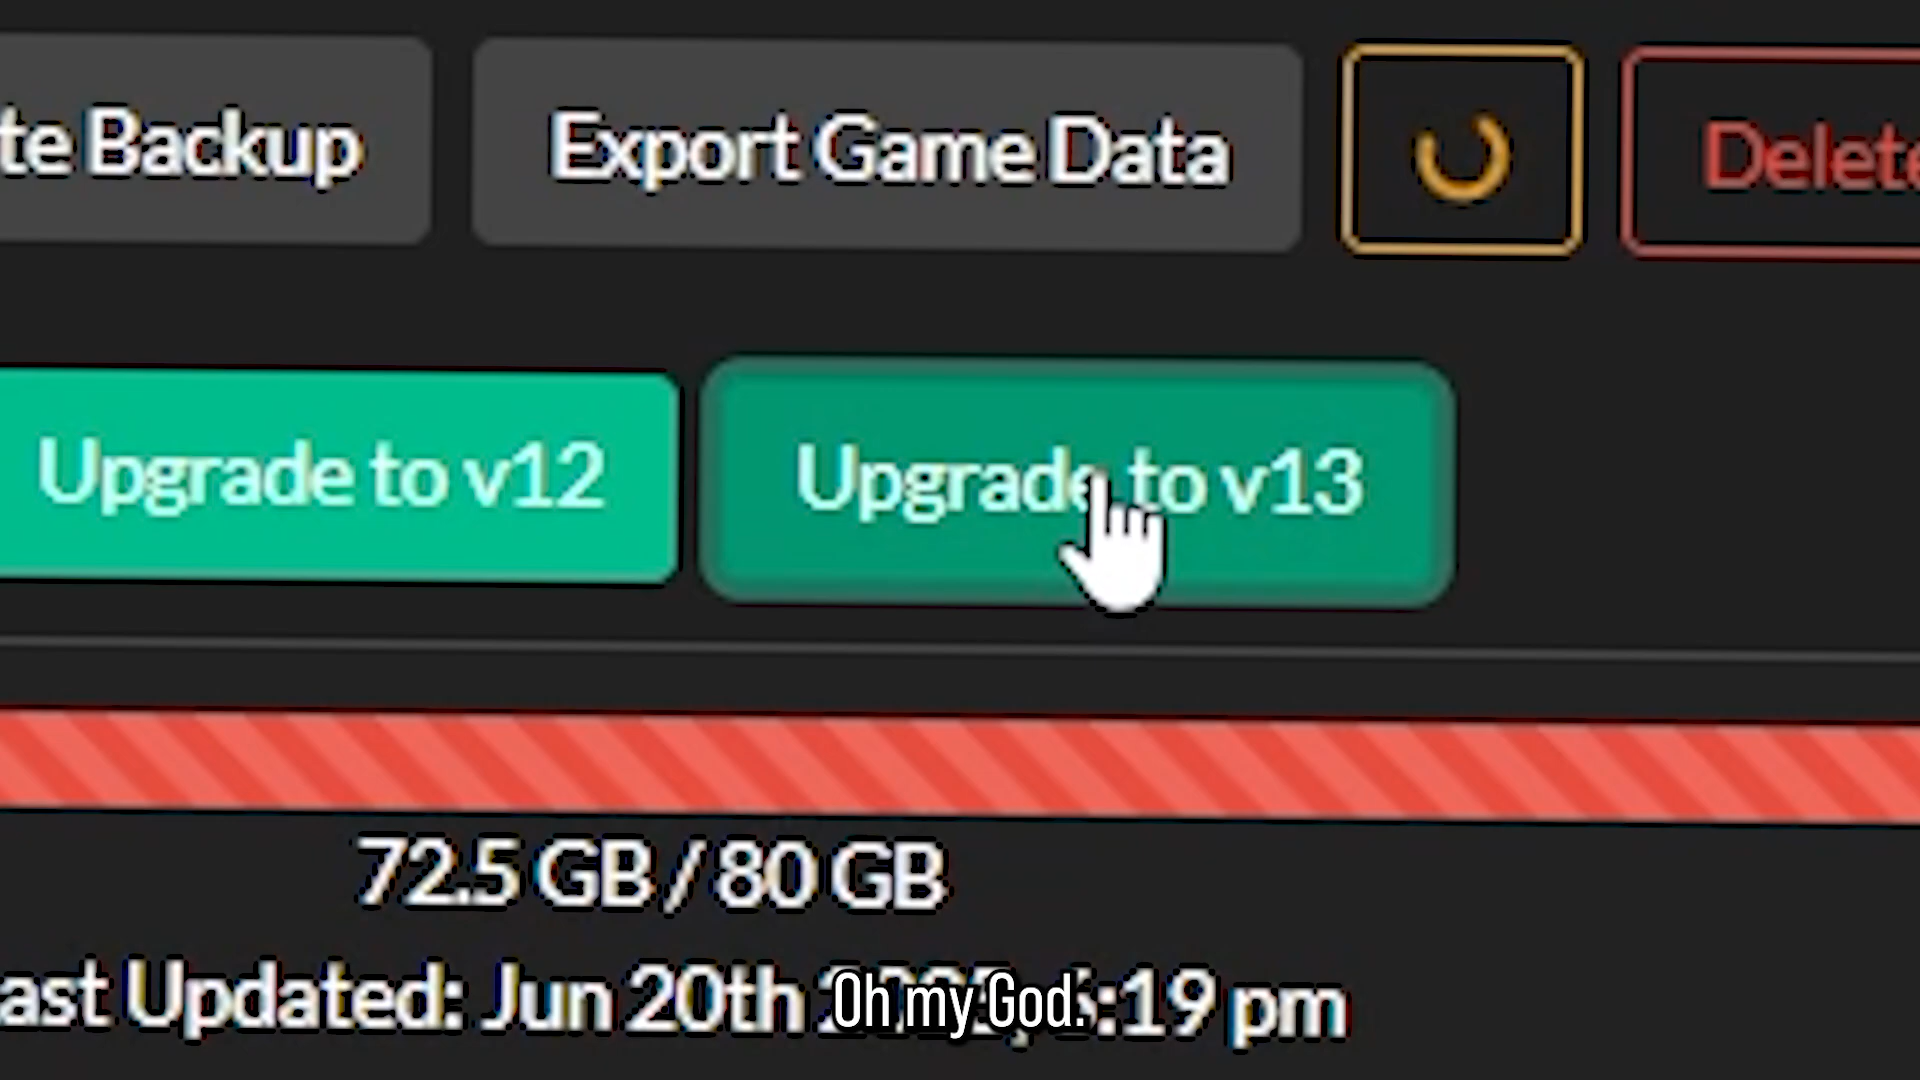 te Backup
Export Game Data
Delete
Upgrade to v12
Upgrade to v13
72.5 GB / 80 GB
ast Updated: Jun 20th :19 pm
Oh my God.